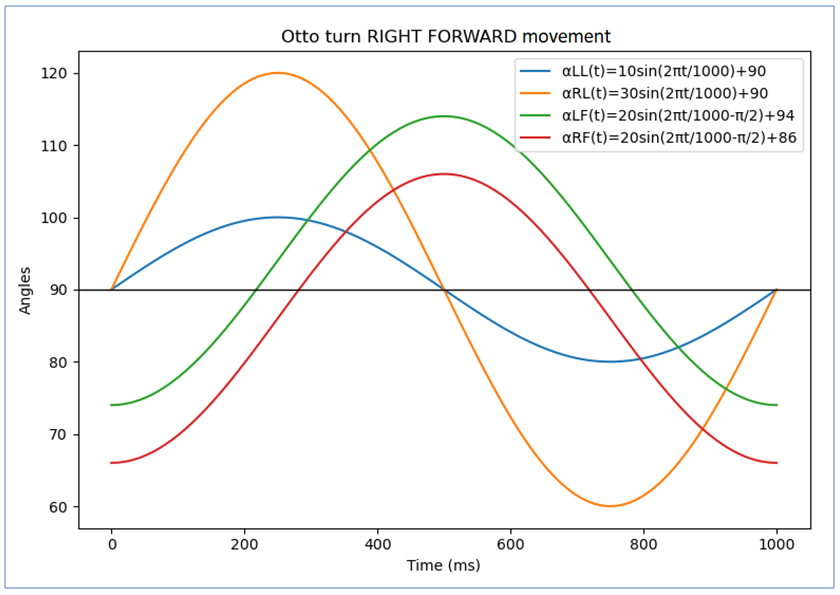 Otto turn RIGHT FORWARD movement
αLL(t)=10sin(2πt/1000)+90
αRL(t)=30sin(2πt/1000)+90
αLF(t)=20sin(2πt/1000-π/2)+94
αRF(t)=20sin(2πt/1000-π/2)+86
120
110
100
90
80
70
60
Angles
0 200 400 600 800 1000
Time (ms)